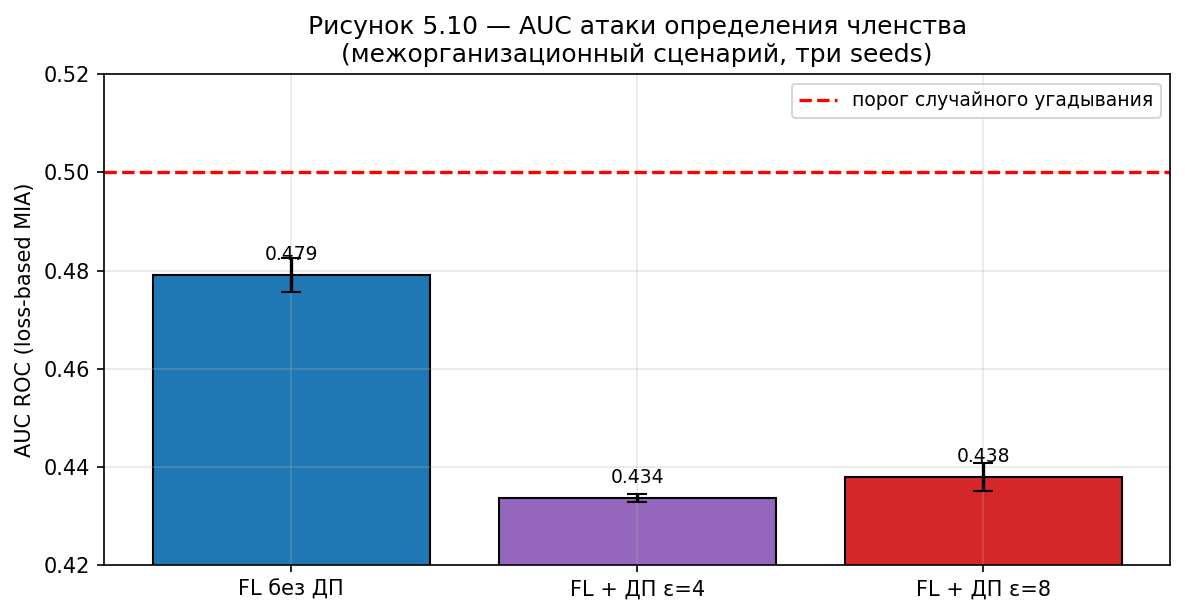 Рисунок 5.10 — AUC атаки определения членства
(межорганизационный сценарий, три seeds)
порог случайного угадывания
AUC ROC (loss-based MIA)
0.52
0.50
0.48
0.46
0.44
0.42
0.479
0.434
0.438
FL без ДП
FL + ДП ε=4
FL + ДП ε=8